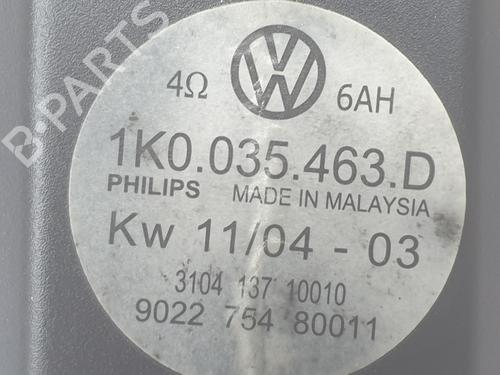 B-PARTS
4Ω 6AH
1K0.035.463.D
PHILIPS MADE IN MALAYSIA
Kw 11/04 - 03
3104 137 10010
9022 754 80011